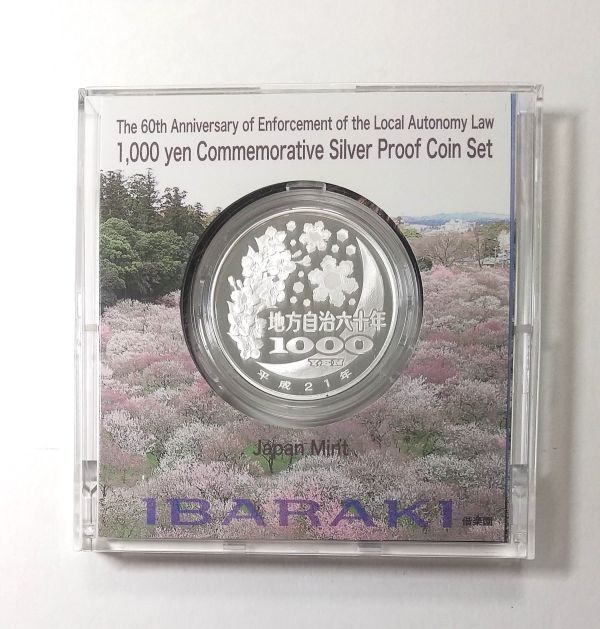 The 60th Anniversary of Enforcement of the Local Autonomy Law
1,000 yen Commemorative Silver Proof Coin Set
地方自治六十年
1000
YEN
平成21年
Japan Mint
IBARAKI
偕楽園